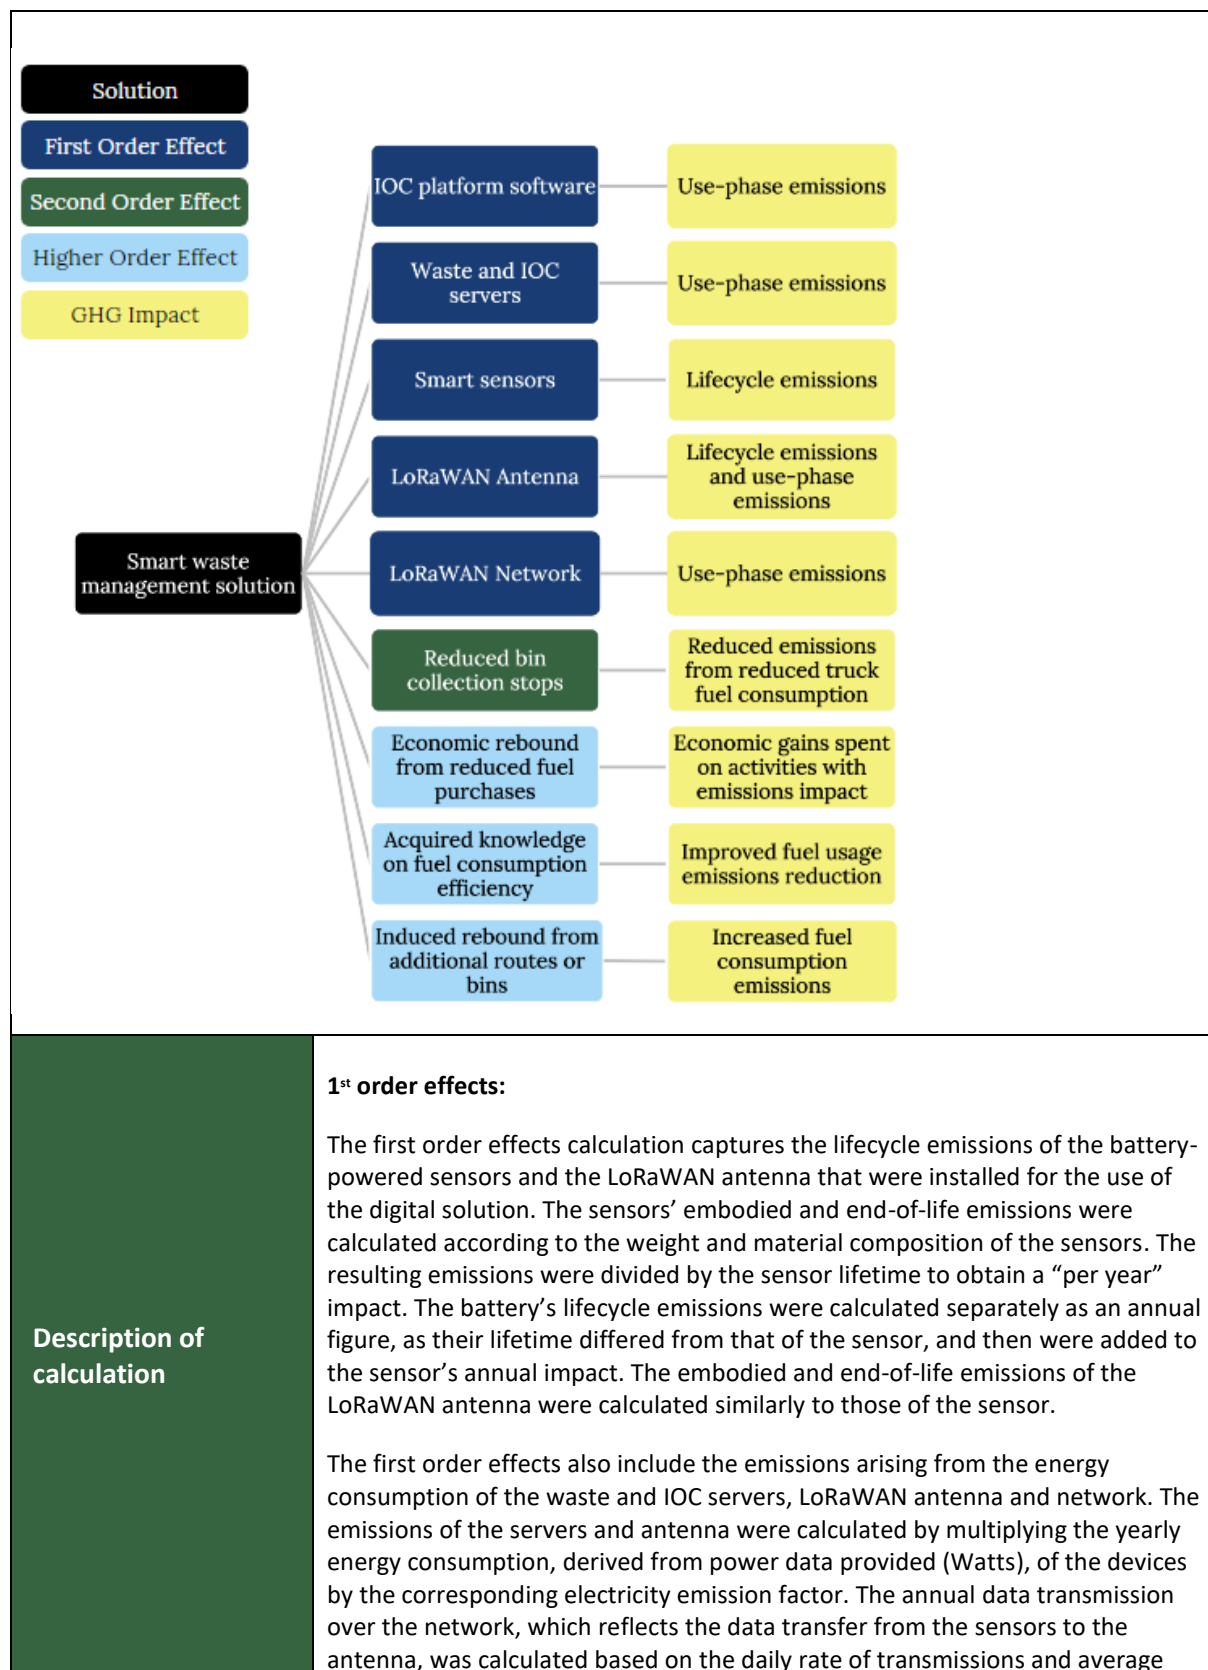 Solution
First Order Effect
Second Order Effect
Higher Order Effect
GHG Impact
Smart waste
management solution
IOC platform software
Use-phase emissions
Waste and IOC
servers
Use-phase emissions
Smart sensors
Lifecycle emissions
LoRaWAN Antenna
Lifecycle emissions
and use-phase
emissions
LoRaWAN Network
Use-phase emissions
Reduced bin
collection stops
Reduced emissions
from reduced truck
fuel consumption
Economic rebound
from reduced fuel
purchases
Economic gains spent
on activities with
emissions impact
Acquired knowledge
on fuel consumption
efficiency
Improved fuel usage
emissions reduction
Induced rebound from
additional routes or
bins
Increased fuel
consumption
emissions
Description of
calculation
1st order effects:
The first order effects calculation captures the lifecycle emissions of the battery-
powered sensors and the LoRaWAN antenna that were installed for the use of
the digital solution. The sensors’ embodied and end-of-life emissions were
calculated according to the weight and material composition of the sensors. The
resulting emissions were divided by the sensor lifetime to obtain a “per year”
impact. The battery’s lifecycle emissions were calculated separately as an annual
figure, as their lifetime differed from that of the sensor, and then were added to
the sensor’s annual impact. The embodied and end-of-life emissions of the
LoRaWAN antenna were calculated similarly to those of the sensor.
The first order effects also include the emissions arising from the energy
consumption of the waste and IOC servers, LoRaWAN antenna and network. The
emissions of the servers and antenna were calculated by multiplying the yearly
energy consumption, derived from power data provided (Watts), of the devices
by the corresponding electricity emission factor. The annual data transmission
over the network, which reflects the data transfer from the sensors to the
antenna, was calculated based on the daily rate of transmissions and average